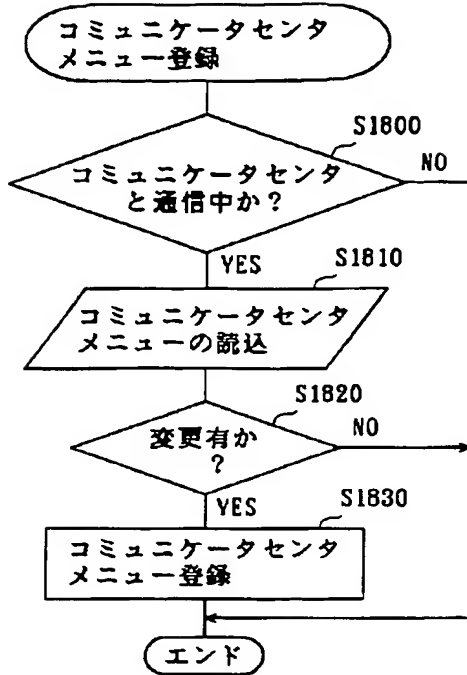 コミュニケータセンタ
メニュー登録
S1800
コミュニケータセンタ
と通信中か？
NO
YES
S1810
コミュニケータセンタ
メニューの読込
S1820
変更有か
？
NO
YES
S1830
コミュニケータセンタ
メニュー登録
エンド